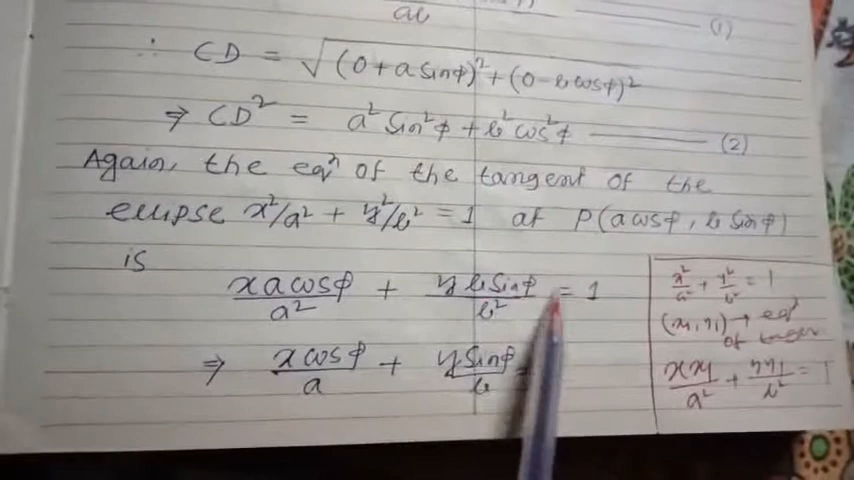 (1)
∴ CD = √(0+a sinφ)² + (0-b cosφ)²
⇒ CD² = a² sin²φ + b² cos²φ ——— (2)
Again, the eqⁿ of the tangent of the
ellipse x²/a² + y²/b² = 1 at P(a cosφ, b sinφ)
is
x a cosφ/a² + y b sinφ/b² = 1
⇒ x cosφ/a + y sinφ/b
x²/a² + y²/b² = 1
(x₁, y₁) → eqⁿ
of tangen
xx₁/a² + yy₁/b² = 1